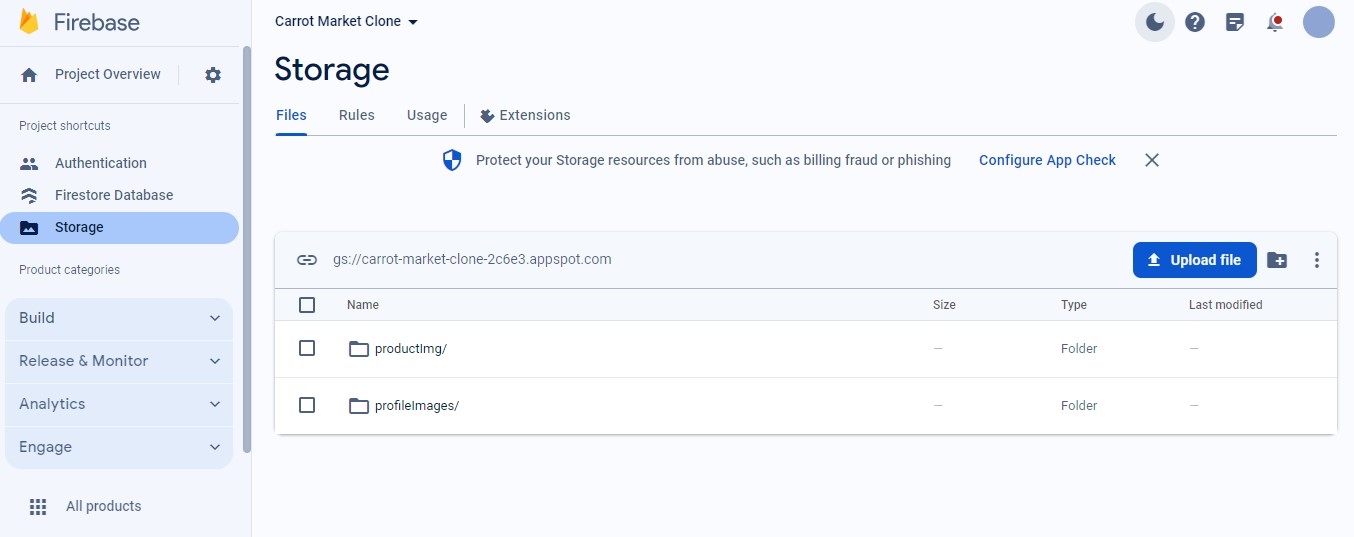 Firebase
Project Overview
Project shortcuts
Authentication
Firestore Database
Storage
Product categories
Build
Release & Monitor
Analytics
Engage
All products
Carrot Market Clone
Storage
Files Rules Usage Extensions
Protect your Storage resources from abuse, such as billing fraud or phishing Configure App Check
gs://carrot-market-clone-2c6e3.appspot.com Upload file
Name Size Type Last modified
productImg/ — Folder —
profileImages/ — Folder —